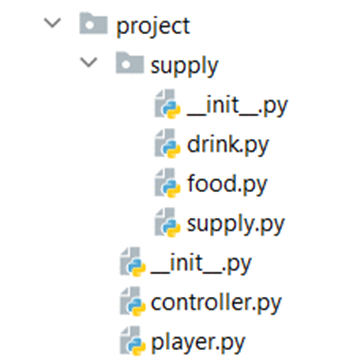 project
supply
__init__.py
drink.py
food.py
supply.py
__init__.py
controller.py
player.py